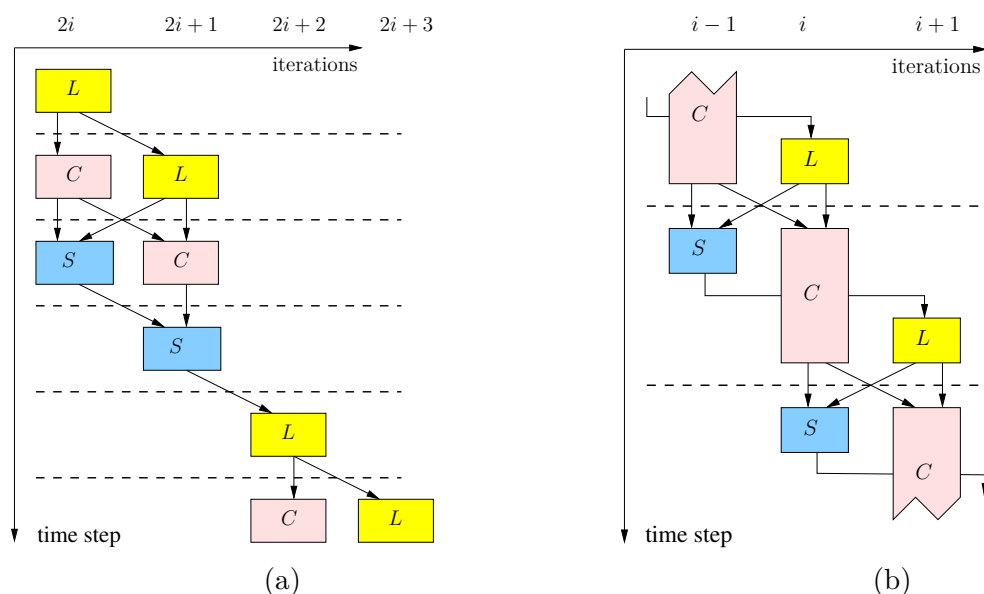 2i 2i + 1 2i + 2 2i + 3
iterations
L
C L
S C
S
L
C L
time step
(a)
i − 1 i i + 1
iterations
C
L
S
C
L
S
C
time step
(b)